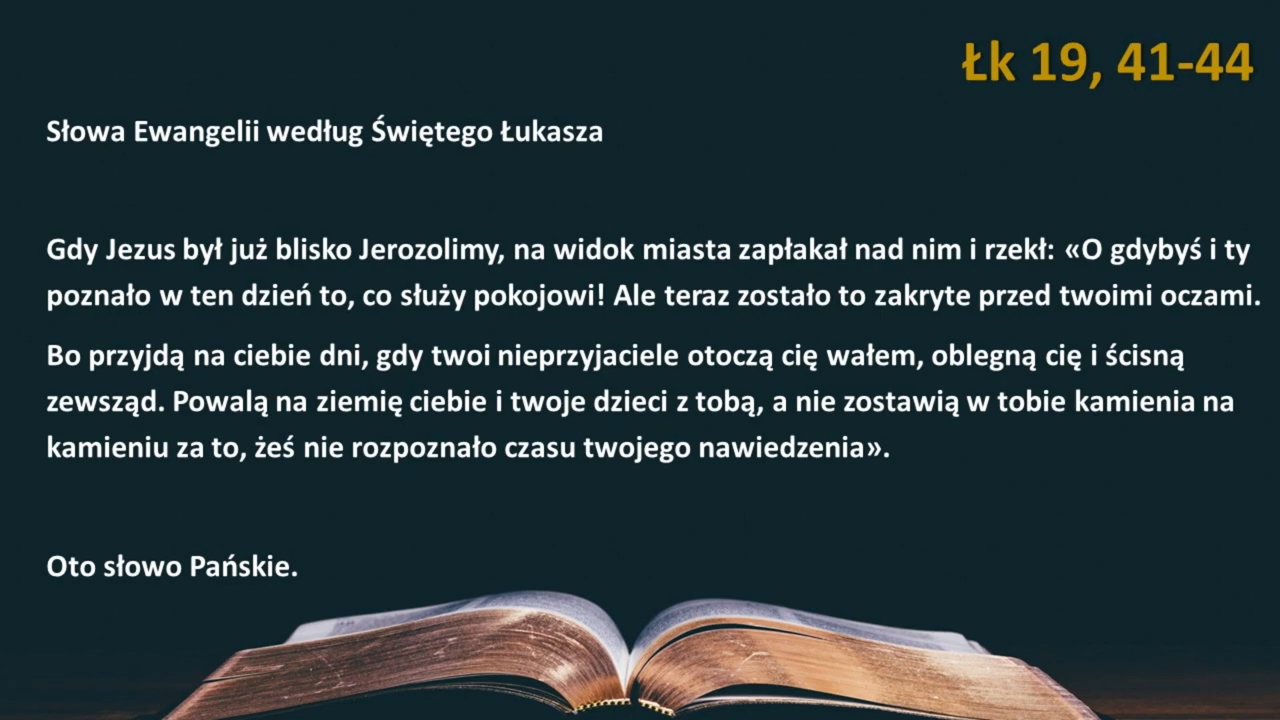 Łk 19, 41-44
Słowa Ewangelii według Świętego Łukasza
Gdy Jezus był już blisko Jerozolimy, na widok miasta zapłakał nad nim i rzekł: «O gdybyś i ty
poznało w ten dzień to, co służy pokojowi! Ale teraz zostało to zakryte przed twoimi oczami.
Bo przyjdą na ciebie dni, gdy twoi nieprzyjaciele otoczą cię wałem, oblegną cię i ścisną
zewsząd. Powalą na ziemię ciebie i twoje dzieci z tobą, a nie zostawią w tobie kamienia na
kamieniu za to, żeś nie rozpoznało czasu twojego nawiedzenia».
Oto słowo Pańskie.